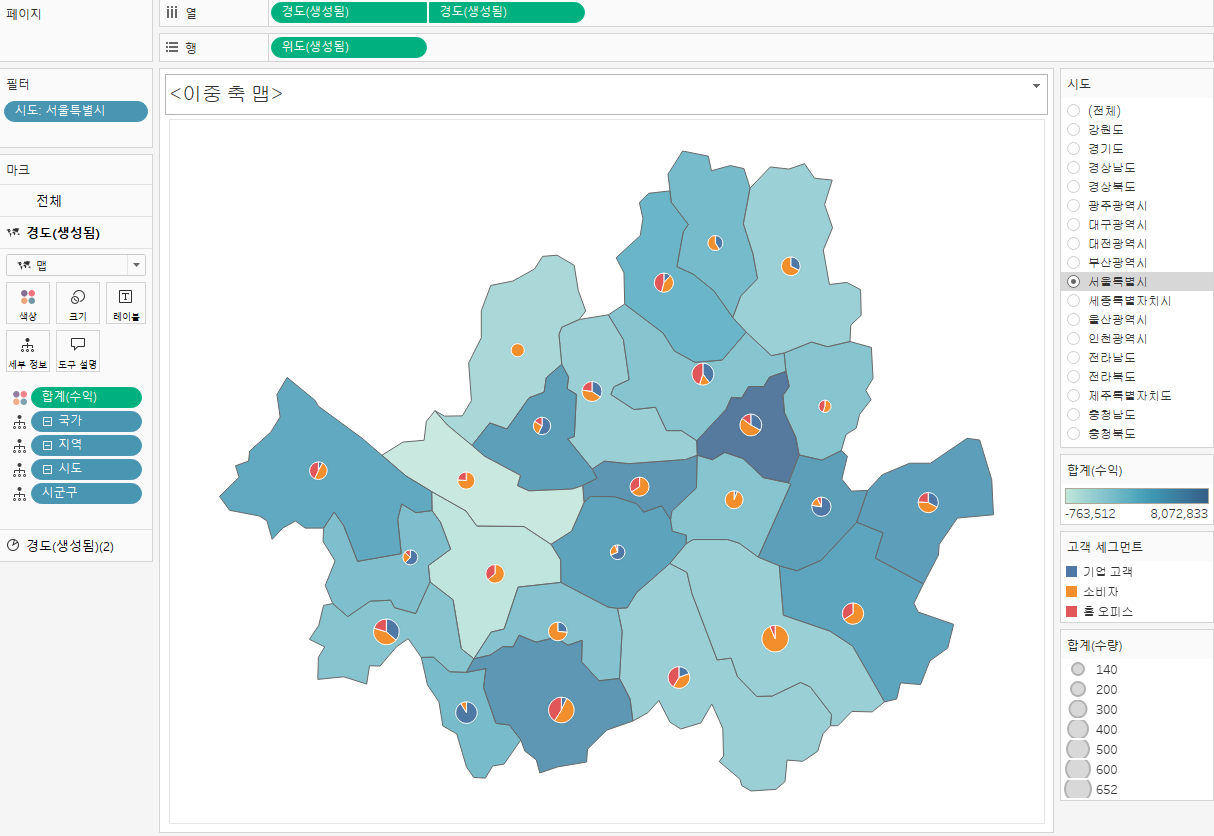 페이지
열
경도(생성됨)
경도(생성됨)
행
위도(생성됨)
필터
시도: 서울특별시
마크
전체
경도(생성됨)
맵
색상
크기
레이블
세부 정보
도구 설명
합계(수익)
국가
지역
시도
시군구
경도(생성됨)(2)
<이중 축 맵>
시도
(전체)
강원도
경기도
경상남도
경상북도
광주광역시
대구광역시
대전광역시
부산광역시
서울특별시
세종특별자치시
울산광역시
인천광역시
전라남도
전라북도
제주특별자치도
충청남도
충청북도
합계(수익)
-763,512 8,072,833
고객 세그먼트
기업 고객
소비자
홈 오피스
합계(수량)
140
200
300
400
500
600
652